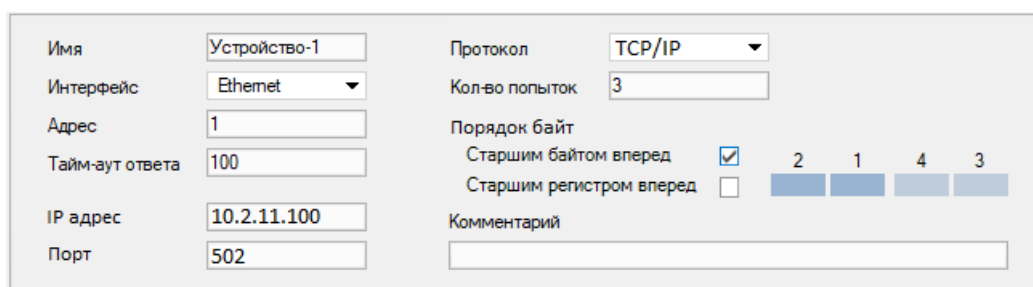 Имя Устройство-1 Протокол TCP/IP
Интерфейс Ethernet Кол-во попыток 3
Адрес 1 Порядок байт
Тайм-аут ответа 100 Старшим байтом вперед 2 1 4 3
Старшим регистром вперед
IP адрес 10.2.11.100 Комментарий
Порт 502